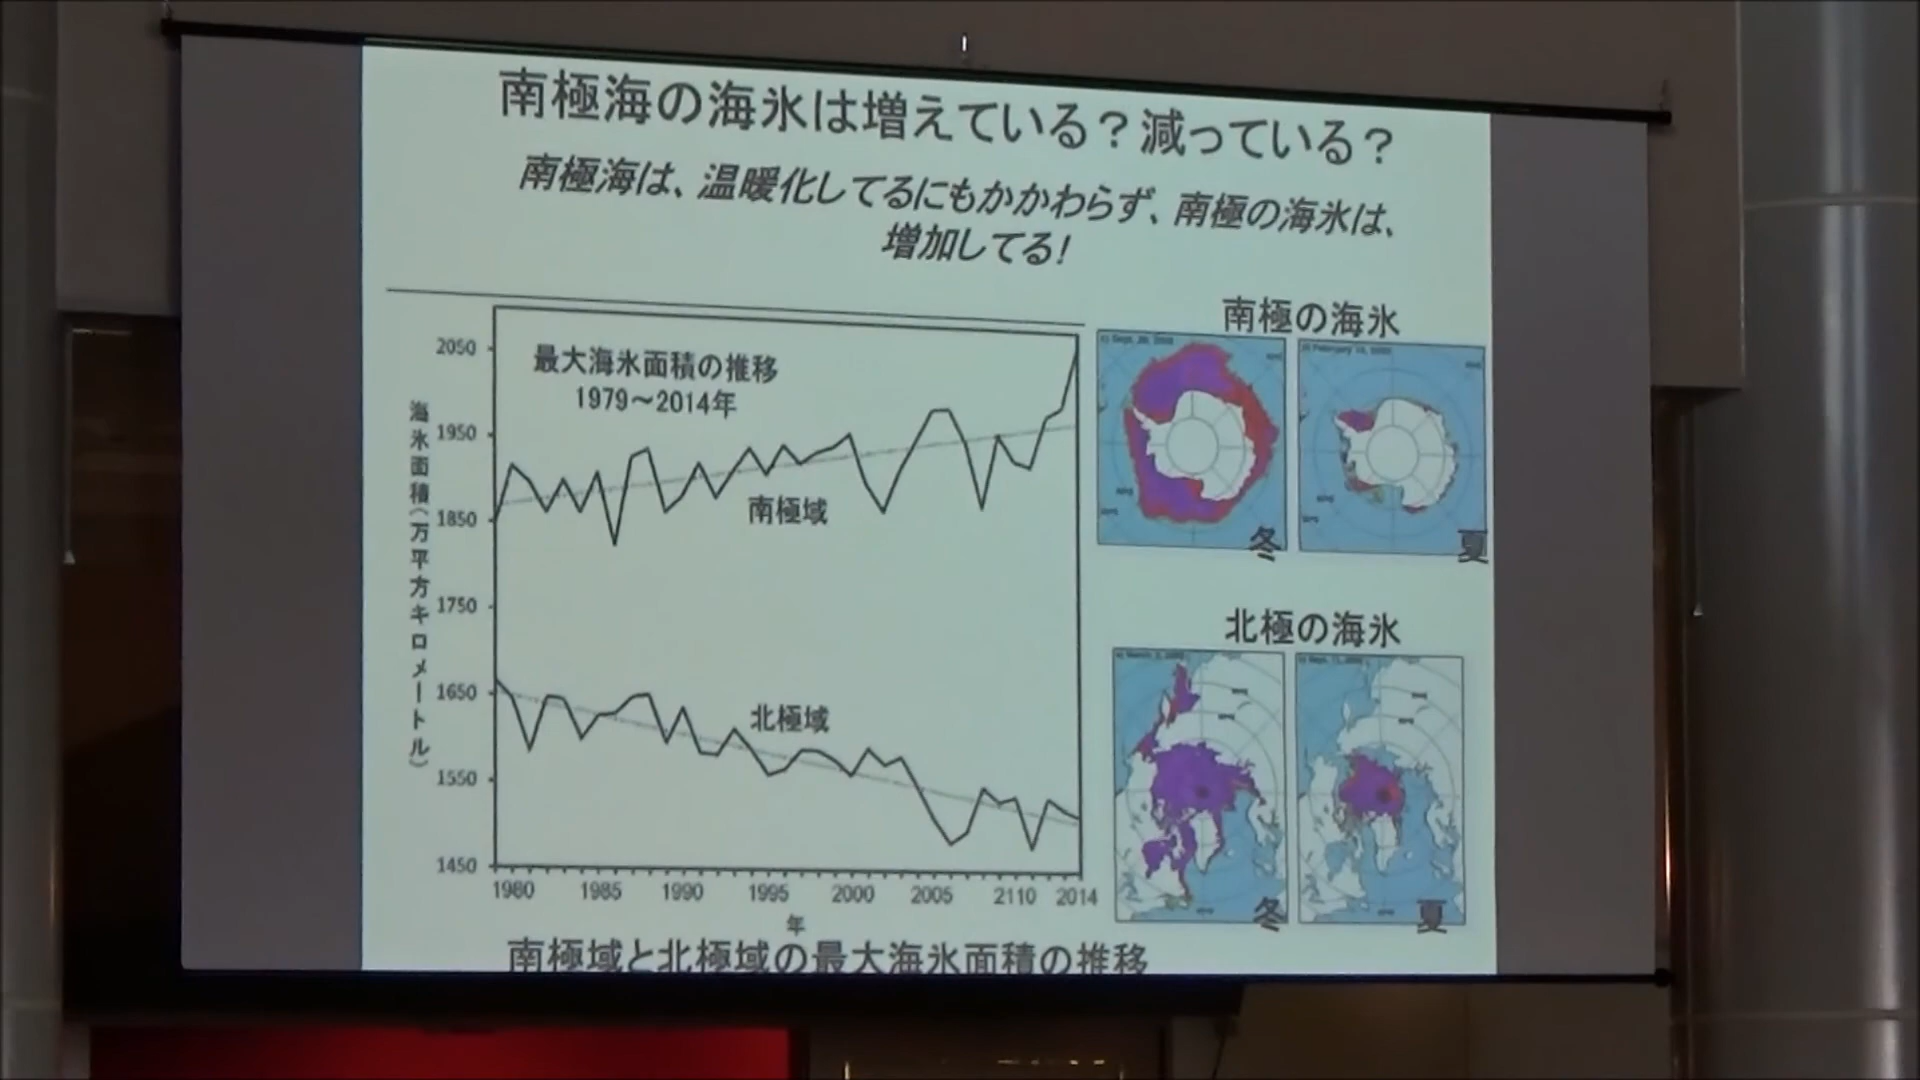 南極海の海氷は増えている？減っている？
南極海は、温暖化してるにもかかわらず、南極の海氷は、
増加してる！
最大海氷面積の推移
1979～2014年
海氷面積（万平方キロメートル）
2050
1950
1850
1750
1650
1550
1450
南極域
北極域
1980 1985 1990 1995 2000 2005 2110 2014
年
南極域と北極域の最大海氷面積の推移
南極の海氷
冬
夏
北極の海氷
冬
夏